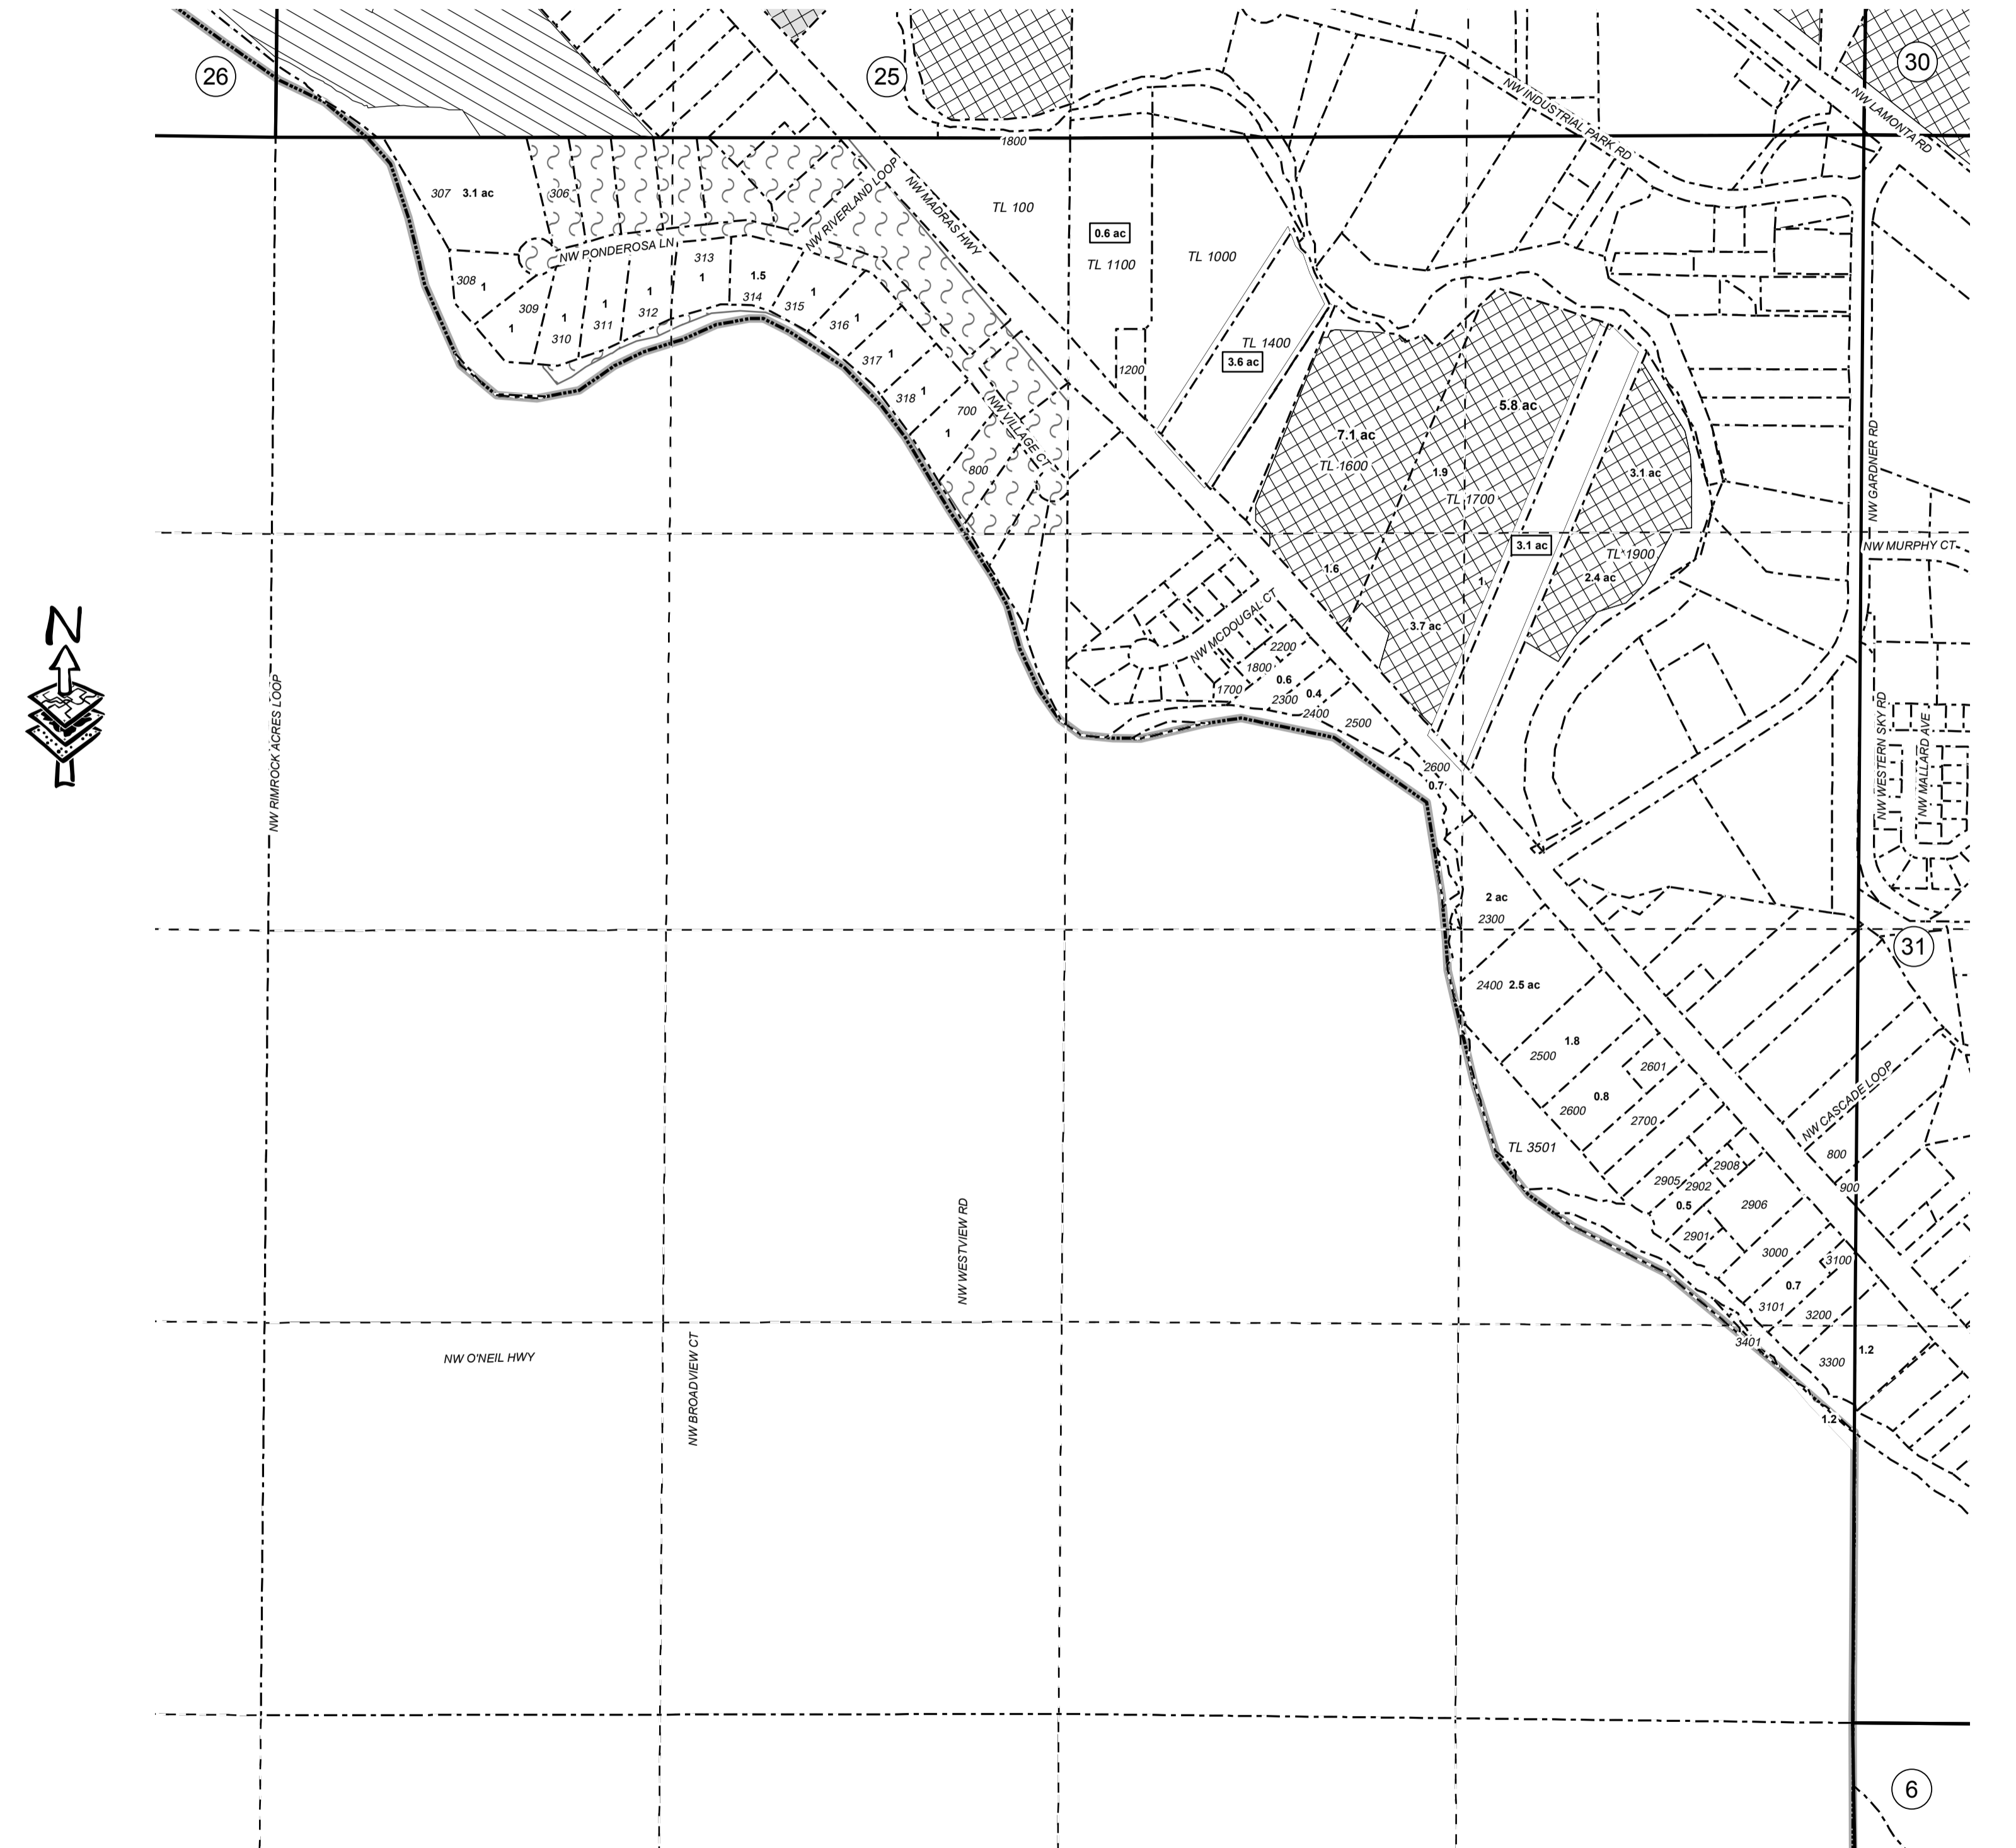 26
25
30
NW INDUSTRIAL PARK RD
NW LAMONTA RD
1800
307 3.1 ac
306
NW RIVERLAND LOOP
NW MADRAS HWY
TL 100
0.6 ac
TL 1100
TL 1000
NW PONDEROSA LN
313
1
1.5
314
308
1
309
1
1
310
1
311
1
312
315
1
316
1
317
1
318
1
TL 1400
3.6 ac
1200
700
1
NW VILLAGE CT
800
5.8 ac
7.1 ac
TL 1600
1.9
TL 1700
3.1 ac
NW GARDNER RD
N
3.1 ac
NW MURPHY CT
TL 1900
2.4 ac
1.6
1
3.7 ac
NW MCDOUGAL CT
2200
1800
0.6
1700
2300
0.4
2400
2500
NW RIMROCK ACRES LOOP
NW WESTERN SKY RD
NW MALLARD AVE
2600
0.7
2 ac
2300
31
2400 2.5 ac
1.8
2500
2601
0.8
2600
2700
NW CASCADE LOOP
TL 3501
800
2908
2905
2902
900
0.5
2906
2901
3000
3100
0.7
3101
3200
NW WESTVIEW RD
3401
3300
1.2
NW O'NEIL HWY
NW BROADVIEW CT
1.2
6